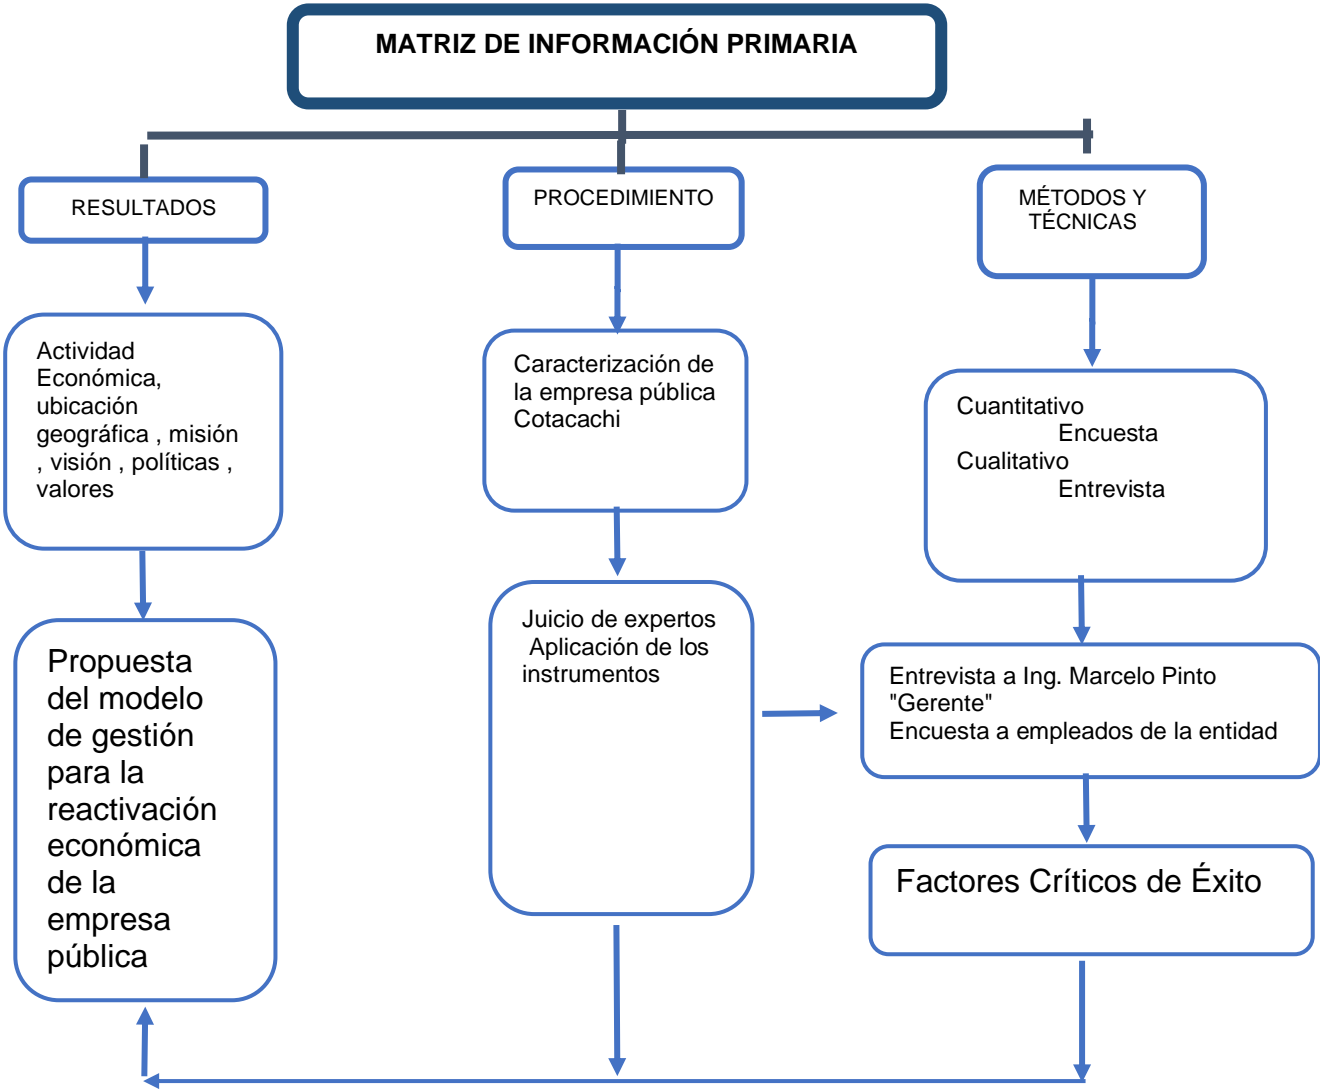 MATRIZ DE INFORMACIÓN PRIMARIA
RESULTADOS
PROCEDIMIENTO
MÉTODOS Y
TÉCNICAS
Actividad
Económica,
ubicación
geográfica , misión
, visión , políticas ,
valores
Caracterización de
la empresa pública
Cotacachi
Cuantitativo
Encuesta
Cualitativo
Entrevista
Propuesta
del modelo
de gestión
para la
reactivación
económica
de la
empresa
pública
Juicio de expertos
Aplicación de los
instrumentos
Entrevista a Ing. Marcelo Pinto
"Gerente"
Encuesta a empleados de la entidad
Factores Críticos de Éxito